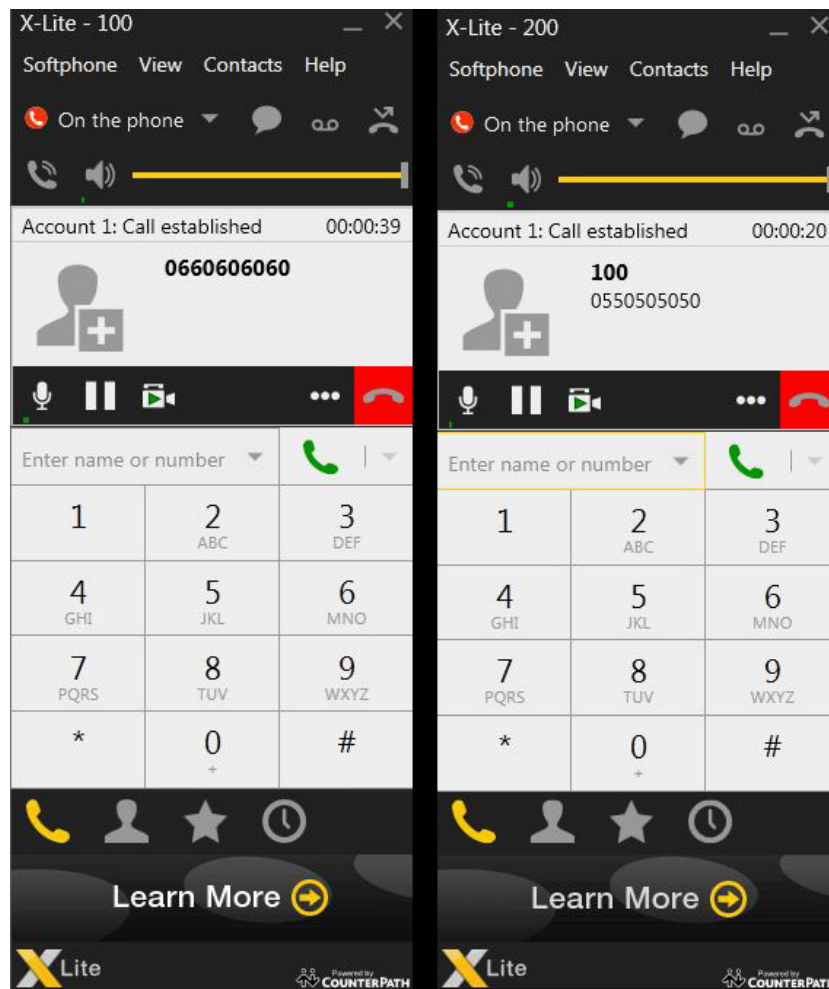 X-Lite - 100
Softphone View Contacts Help
On the phone
Account 1: Call established 00:00:39
0660606060
Enter name or number
1 2 3
ABC DEF
4 5 6
GHI JKL MNO
7 8 9
PQRS TUV WXYZ
* 0 #
+
Learn More
X Lite
Powered by
COUNTERPATH
X-Lite - 200
Softphone View Contacts Help
On the phone
Account 1: Call established 00:00:20
100
0550505050
Enter name or number
1 2 3
ABC DEF
4 5 6
GHI JKL MNO
7 8 9
PQRS TUV WXYZ
* 0 #
+
Learn More
X Lite
Powered by
COUNTERPATH